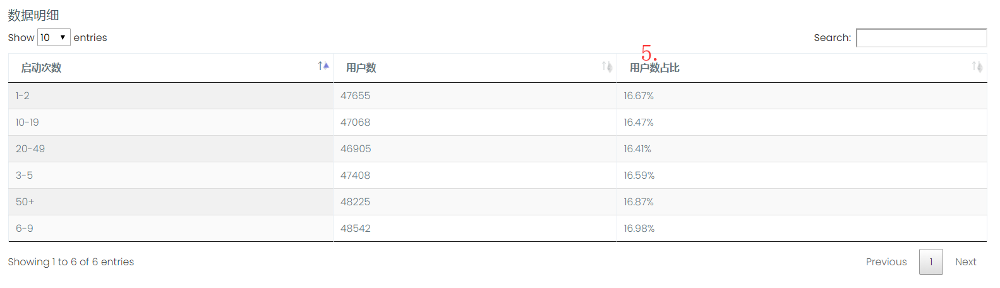 数据明细
Show 10 entries Search:
5.
启动次数 用户数 用户数占比
1-2 47655 16.67%
10-19 47068 16.47%
20-49 46905 16.41%
3-5 47408 16.59%
50+ 48225 16.87%
6-9 48542 16.98%
Showing 1 to 6 of 6 entries Previous 1 Next